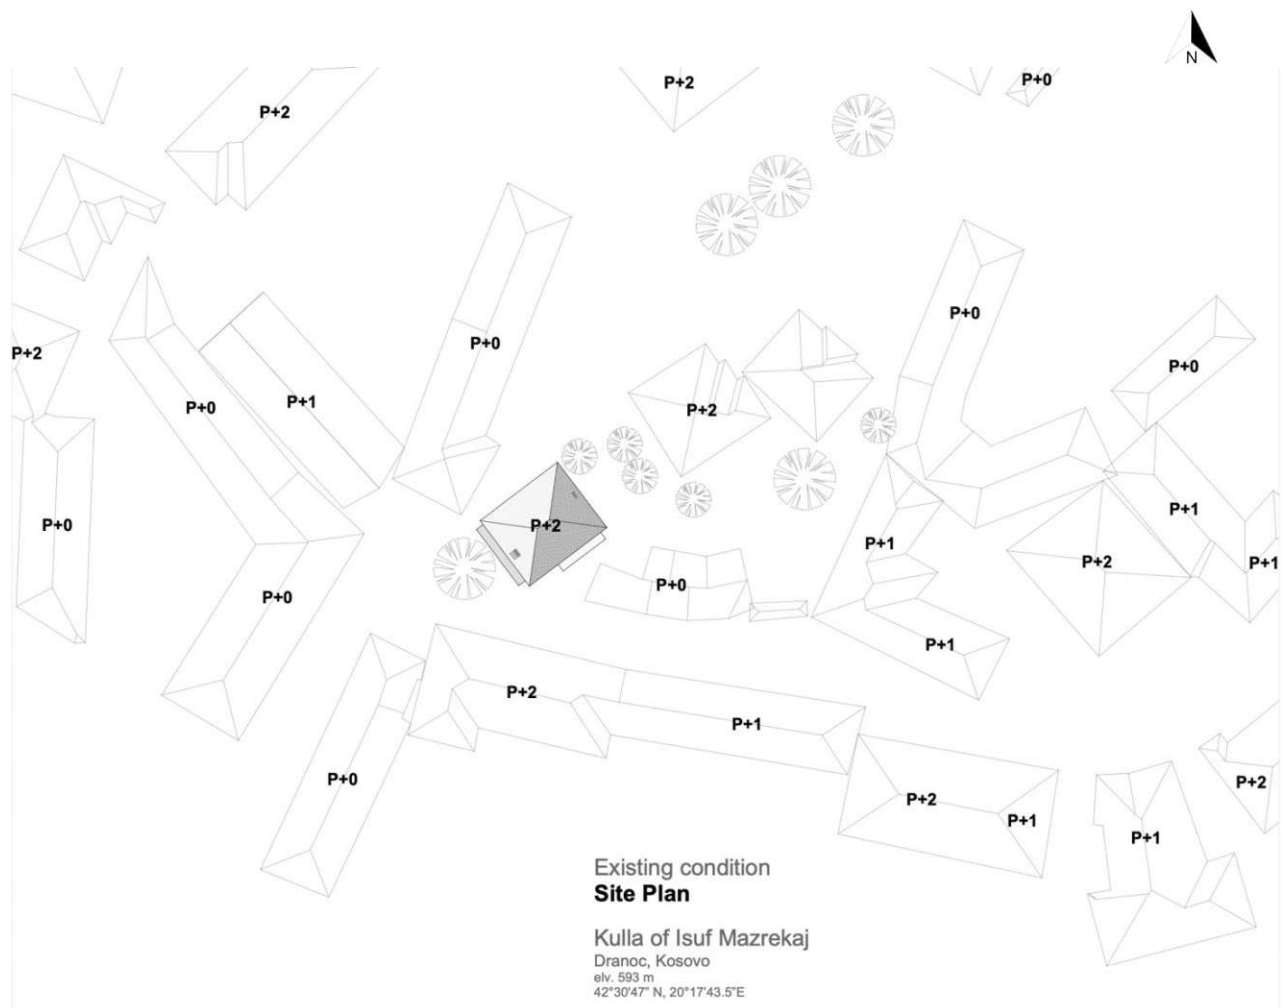 N
P+2
P+2
P+0
P+0
P+0
P+2
P+0
P+0
P+1
P+2
P+0
P+1
P+0
P+2
P+1
P+2
P+1
P+0
P+0
P+1
P+2
P+1
P+0
P+2
P+2
P+1
P+1
Existing condition
Site Plan
Kulla of Isuf Mazrekaj
Dranoc, Kosovo
elv. 593 m
42°30'47" N, 20°17'43.5"E